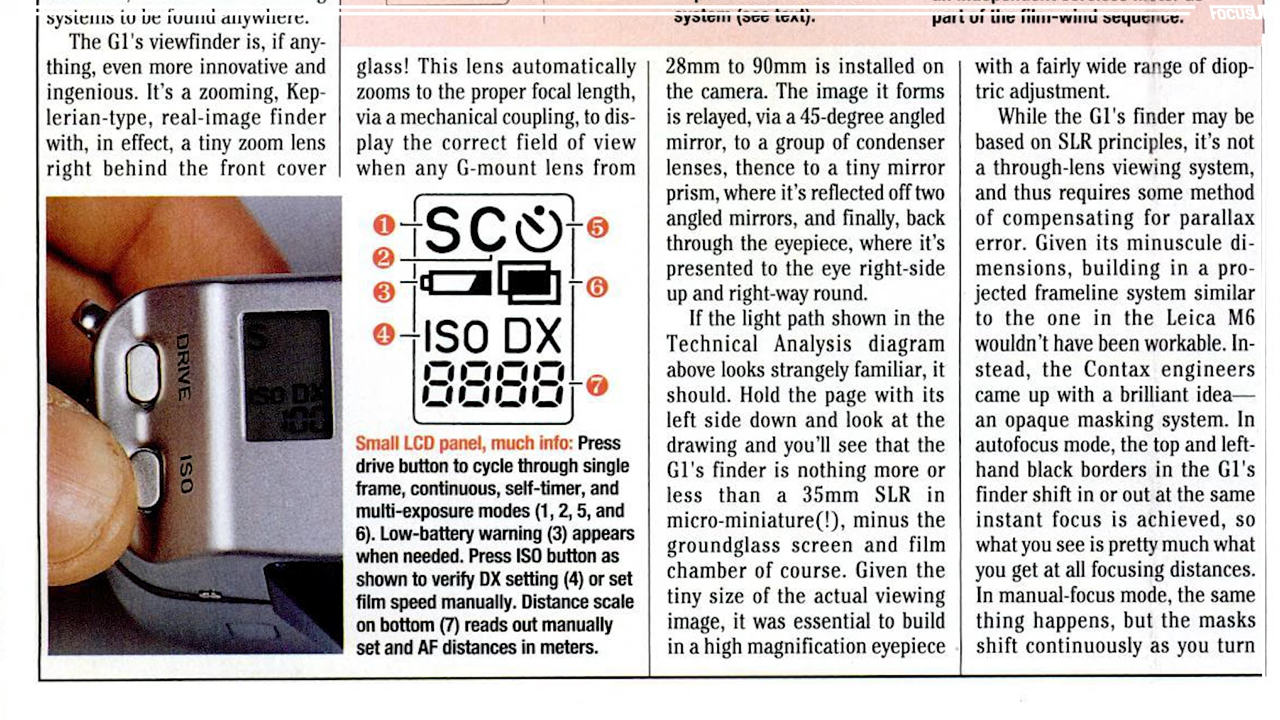 systems to be found anywhere.
The G1's viewfinder is, if any-
thing, even more innovative and
ingenious. It's a zooming, Kep-
lerian-type, real-image finder
with, in effect, a tiny zoom lens
right behind the front cover
glass! This lens automatically
zooms to the proper focal length,
via a mechanical coupling, to dis-
play the correct field of view
when any G-mount lens from
DRIVE
ISO
S
ISO DX
100
1
2
3
4
SC
ISO DX
8888
5
6
7
Small LCD panel, much info: Press
drive button to cycle through single
frame, continuous, self-timer, and
multi-exposure modes (1, 2, 5, and
6). Low-battery warning (3) appears
when needed. Press ISO button as
shown to verify DX setting (4) or set
film speed manually. Distance scale
on bottom (7) reads out manually
set and AF distances in meters.
system (see text).
28mm to 90mm is installed on
the camera. The image it forms
is relayed, via a 45-degree angled
mirror, to a group of condenser
lenses, thence to a tiny mirror
prism, where it's reflected off two
angled mirrors, and finally, back
through the eyepiece, where it's
presented to the eye right-side
up and right-way round.
If the light path shown in the
Technical Analysis diagram
above looks strangely familiar, it
should. Hold the page with its
left side down and look at the
drawing and you'll see that the
G1's finder is nothing more or
less than a 35mm SLR in
micro-miniature(!), minus the
groundglass screen and film
chamber of course. Given the
tiny size of the actual viewing
image, it was essential to build
in a high magnification eyepiece
part of the film-wind sequence.
with a fairly wide range of diop-
tric adjustment.
While the G1's finder may be
based on SLR principles, it's not
a through-lens viewing system,
and thus requires some method
of compensating for parallax
error. Given its minuscule di-
mensions, building in a pro-
jected frameline system similar
to the one in the Leica M6
wouldn't have been workable. In-
stead, the Contax engineers
came up with a brilliant idea—
an opaque masking system. In
autofocus mode, the top and left-
hand black borders in the G1's
finder shift in or out at the same
instant focus is achieved, so
what you see is pretty much what
you get at all focusing distances.
In manual-focus mode, the same
thing happens, but the masks
shift continuously as you turn